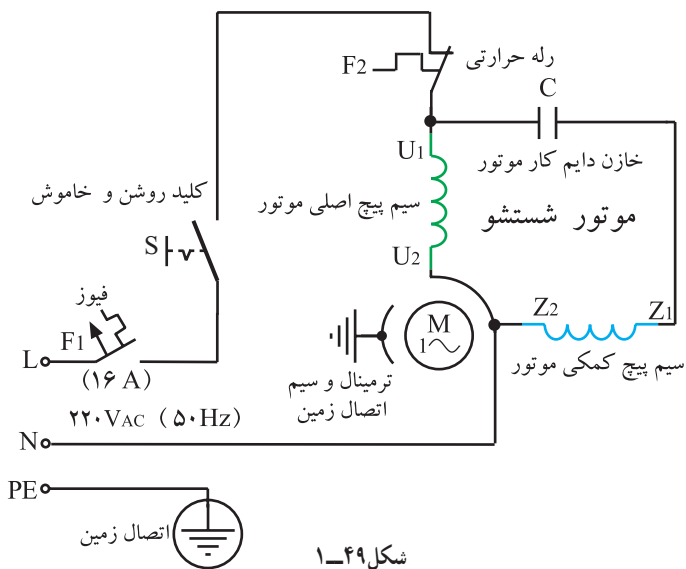 رله حرارتی
F2
C
U1
خازن دایم کار موتور
کلید روشن و خاموش
سیم پیچ اصلی موتور
موتور شستشو
S
U2
فیوز
Z2
Z1
F1
M
1
L
(۱۶ A)
ترمینال و سیم
اتصال زمین
سیم پیچ کمکی موتور
۲۲۰VAC (۵۰Hz)
N
PE
اتصال زمین
شکل۴۹ــ۱